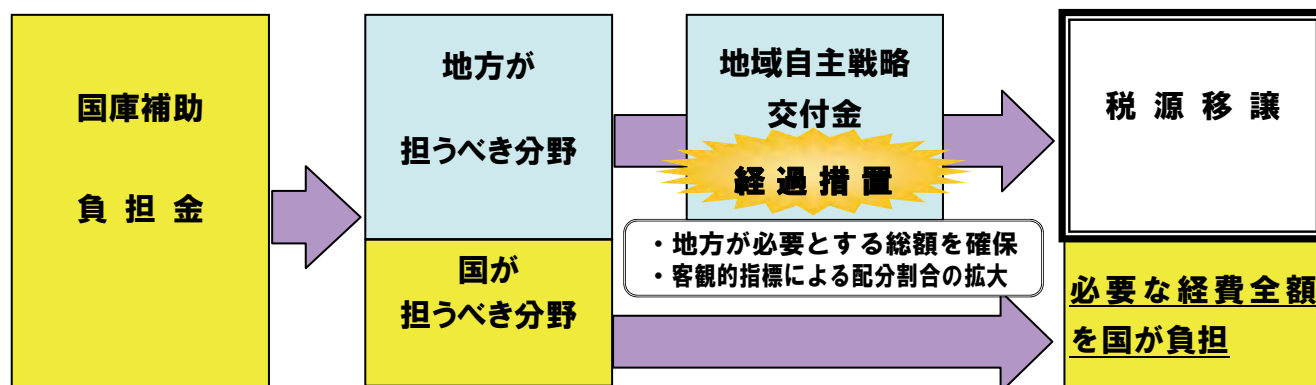 国庫補助
負担金
地方が
担うべき分野
国が
担うべき分野
地域自主戦略
交付金
経過措置
・地方が必要とする総額を確保
・客観的指標による配分割合の拡大
税源移譲
必要な経費全額
を国が負担